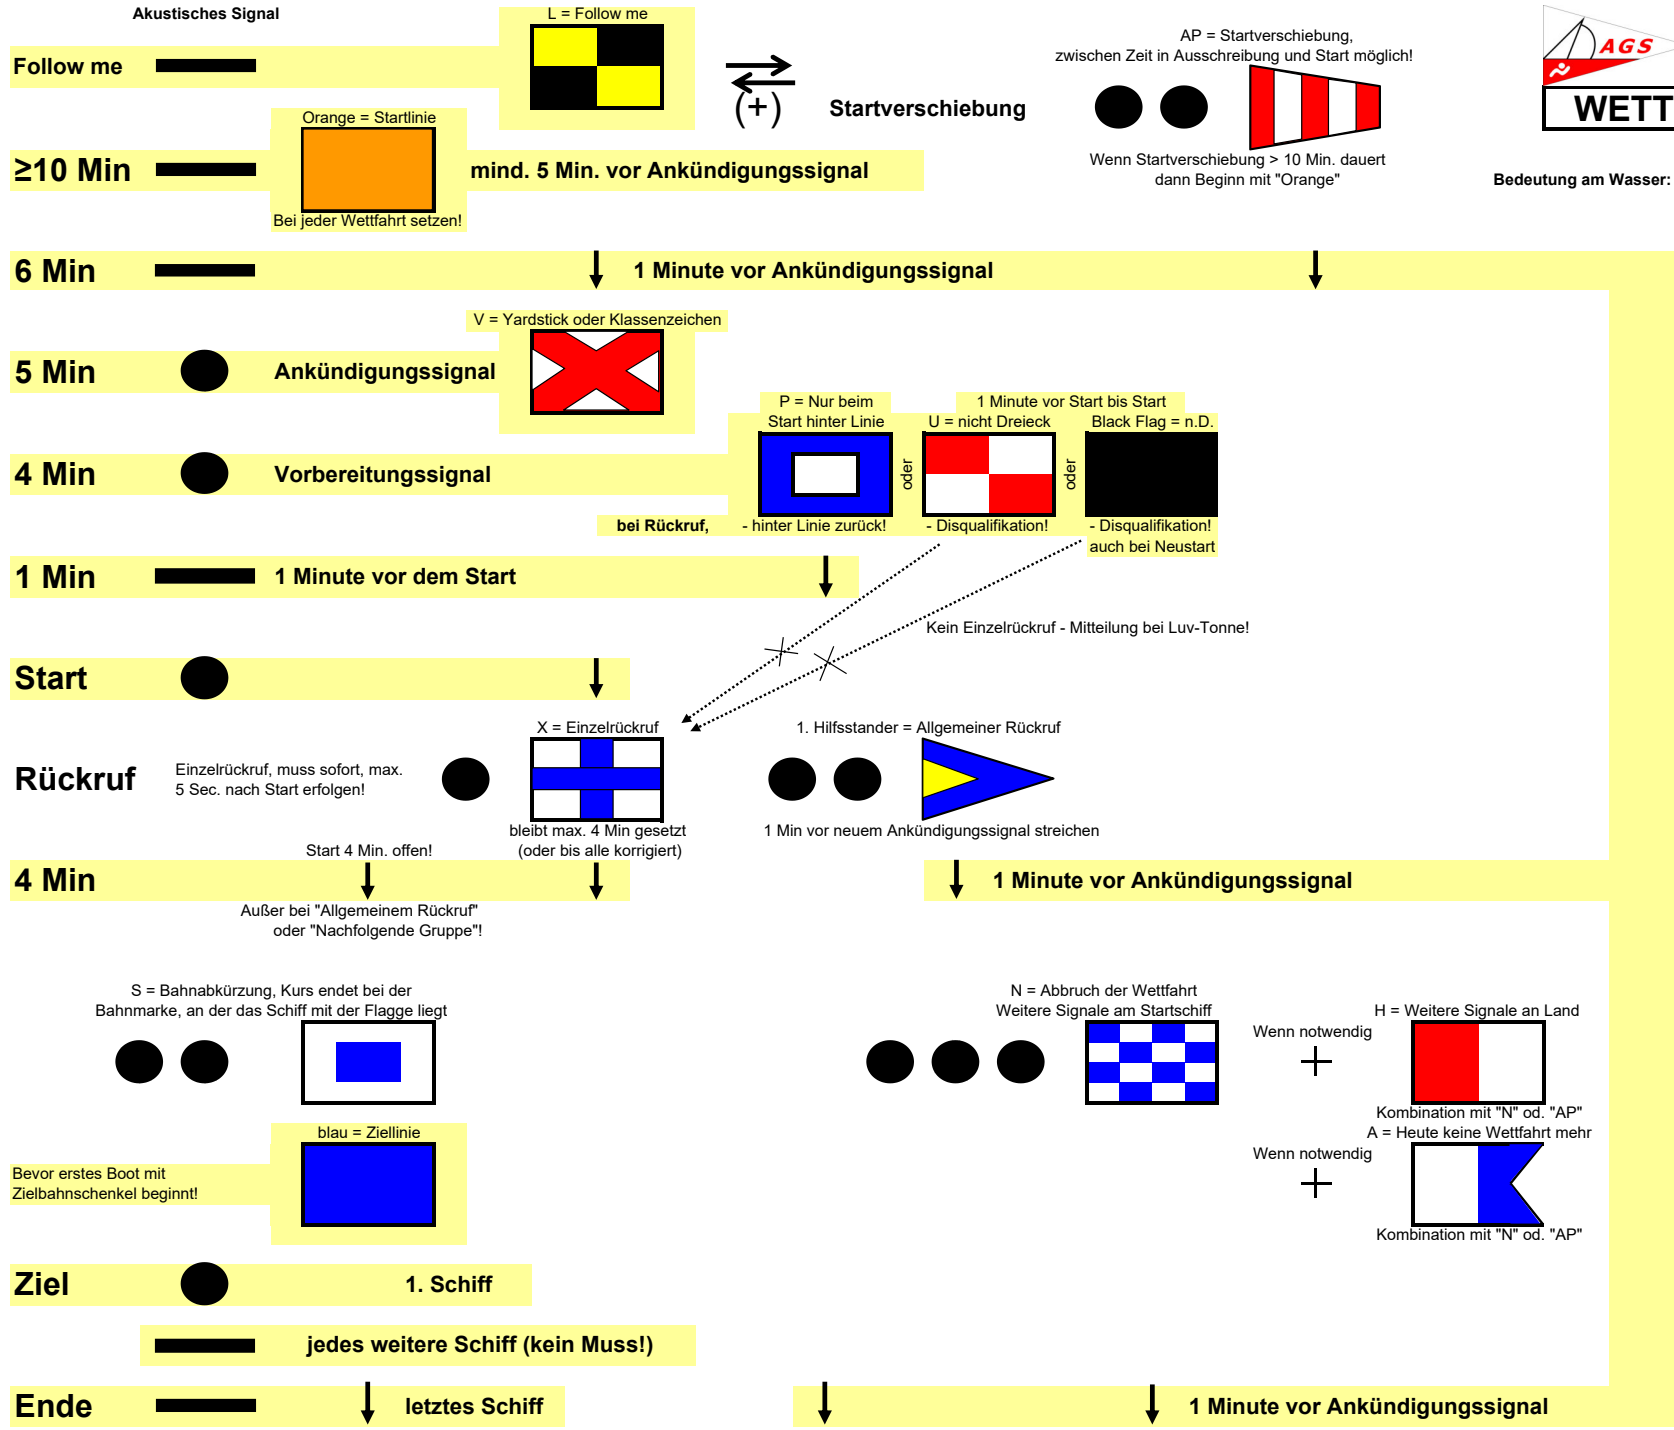 Akustisches Signal
L = Follow me
Follow me
AP = Startverschiebung,
zwischen Zeit in Ausschreibung und Start möglich!
(+)
Startverschiebung
AGS
WETT
Orange = Startlinie
≥10 Min
mind. 5 Min. vor Ankündigungssignal
Bei jeder Wettfahrt setzen!
Wenn Startverschiebung > 10 Min. dauert
dann Beginn mit "Orange"
Bedeutung am Wasser:
6 Min
1 Minute vor Ankündigungssignal
V = Yardstick oder Klassenzeichen
5 Min
Ankündigungssignal
P = Nur beim
Start hinter Linie
1 Minute vor Start bis Start
U = nicht Dreieck
Black Flag = n.D.
4 Min
Vorbereitungssignal
oder
oder
bei Rückruf,
- hinter Linie zurück!
- Disqualifikation!
- Disqualifikation!
auch bei Neustart
1 Min
1 Minute vor dem Start
Kein Einzelrückruf - Mitteilung bei Luv-Tonne!
Start
X = Einzelrückruf
1. Hilfsstander = Allgemeiner Rückruf
Rückruf
Einzelrückruf, muss sofort, max.
5 Sec. nach Start erfolgen!
bleibt max. 4 Min gesetzt
(oder bis alle korrigiert)
1 Min vor neuem Ankündigungssignal streichen
Start 4 Min. offen!
4 Min
1 Minute vor Ankündigungssignal
Außer bei "Allgemeinem Rückruf"
oder "Nachfolgende Gruppe"!
S = Bahnabkürzung, Kurs endet bei der
Bahnmarke, an der das Schiff mit der Flagge liegt
N = Abbruch der Wettfahrt
Weitere Signale am Startschiff
Wenn notwendig
H = Weitere Signale an Land
Kombination mit "N" od. "AP"
blau = Ziellinie
Bevor erstes Boot mit
Zielbahnschenkel beginnt!
Wenn notwendig
A = Heute keine Wettfahrt mehr
Kombination mit "N" od. "AP"
Ziel
1. Schiff
jedes weitere Schiff (kein Muss!)
Ende
letztes Schiff
1 Minute vor Ankündigungssignal